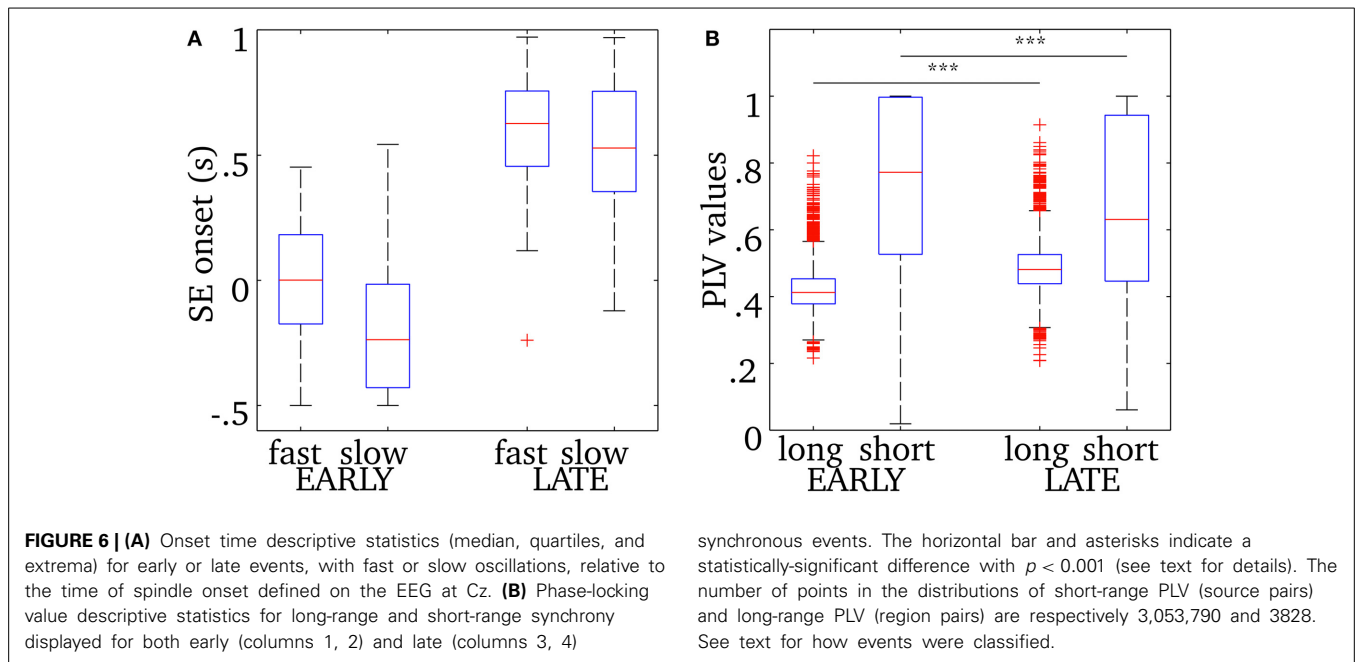 A
1
.5
0
-.5
SE onset (s)
fast slow
EARLY
fast slow
LATE
B
***
***
1
.8
.6
.4
.2
0
PLV values
long short
EARLY
long short
LATE
FIGURE 6 | (A) Onset time descriptive statistics (median, quartiles, and
extrema) for early or late events, with fast or slow oscillations, relative to
the time of spindle onset defined on the EEG at Cz. (B) Phase-locking
value descriptive statistics for long-range and short-range synchrony
displayed for both early (columns 1, 2) and late (columns 3, 4)
synchronous events. The horizontal bar and asterisks indicate a
statistically-significant difference with p < 0.001 (see text for details). The
number of points in the distributions of short-range PLV (source pairs)
and long-range PLV (region pairs) are respectively 3,053,790 and 3828.
See text for how events were classified.